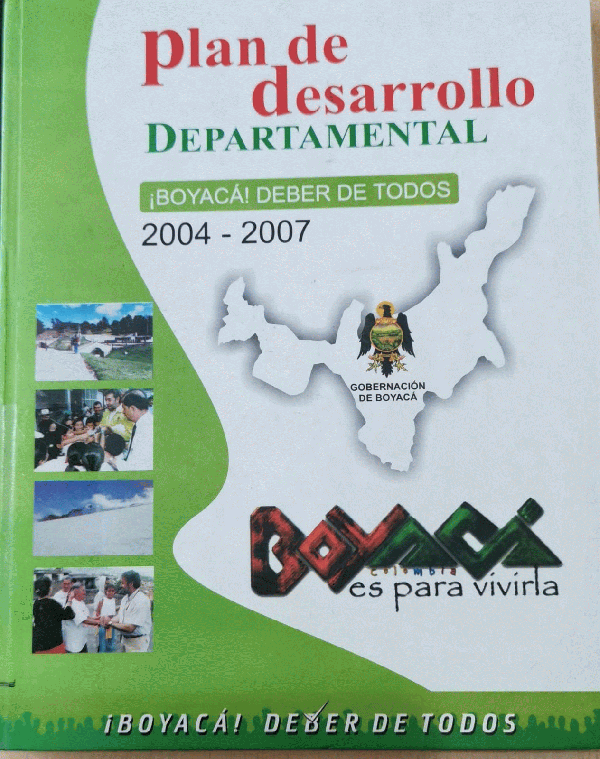 plan de
desarrollo
DEPARTAMENTAL
¡BOYACÁ! DEBER DE TODOS
2004 - 2007
GOBERNACIÓN
DE BOYACÁ
BOYACÁ
colombia
es para vivirla
¡BOYACÁ! DEBER DE TODOS